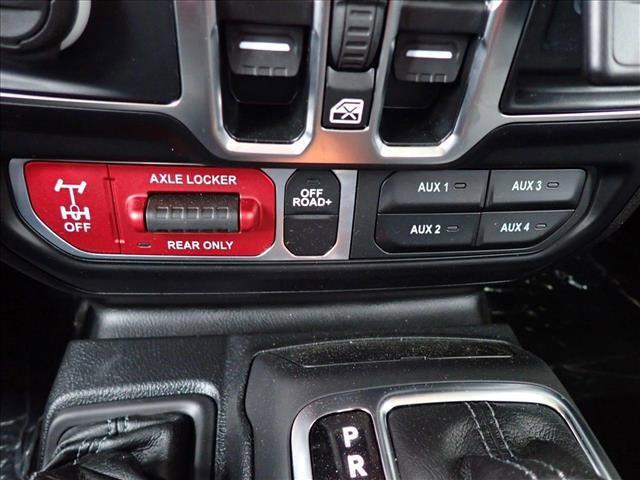 AXLE LOCKER
OFF
REAR ONLY
OFF
ROAD+
AUX 1
AUX 3
AUX 2
AUX 4
P
R